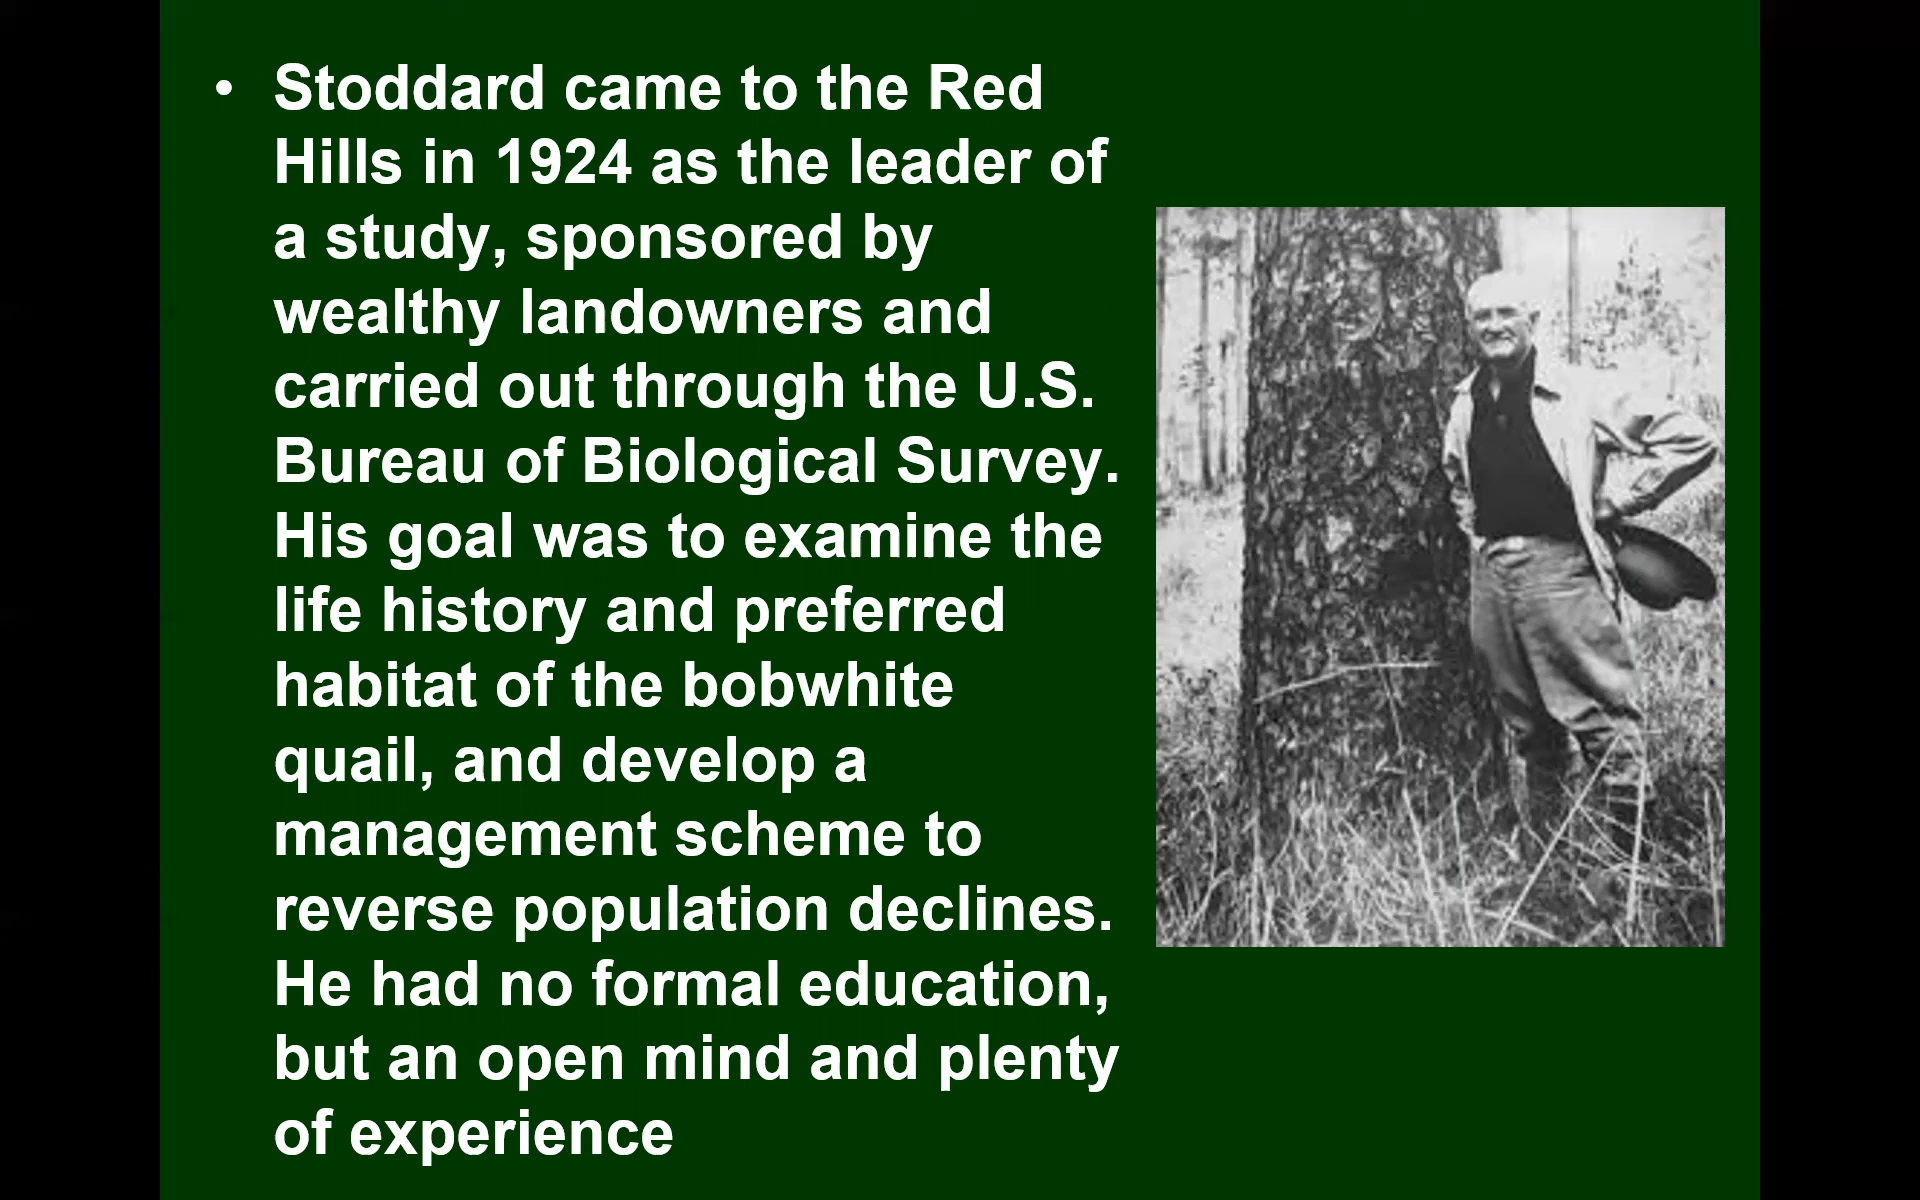 • Stoddard came to the Red
Hills in 1924 as the leader of
a study, sponsored by
wealthy landowners and
carried out through the U.S.
Bureau of Biological Survey.
His goal was to examine the
life history and preferred
habitat of the bobwhite
quail, and develop a
management scheme to
reverse population declines.
He had no formal education,
but an open mind and plenty
of experience